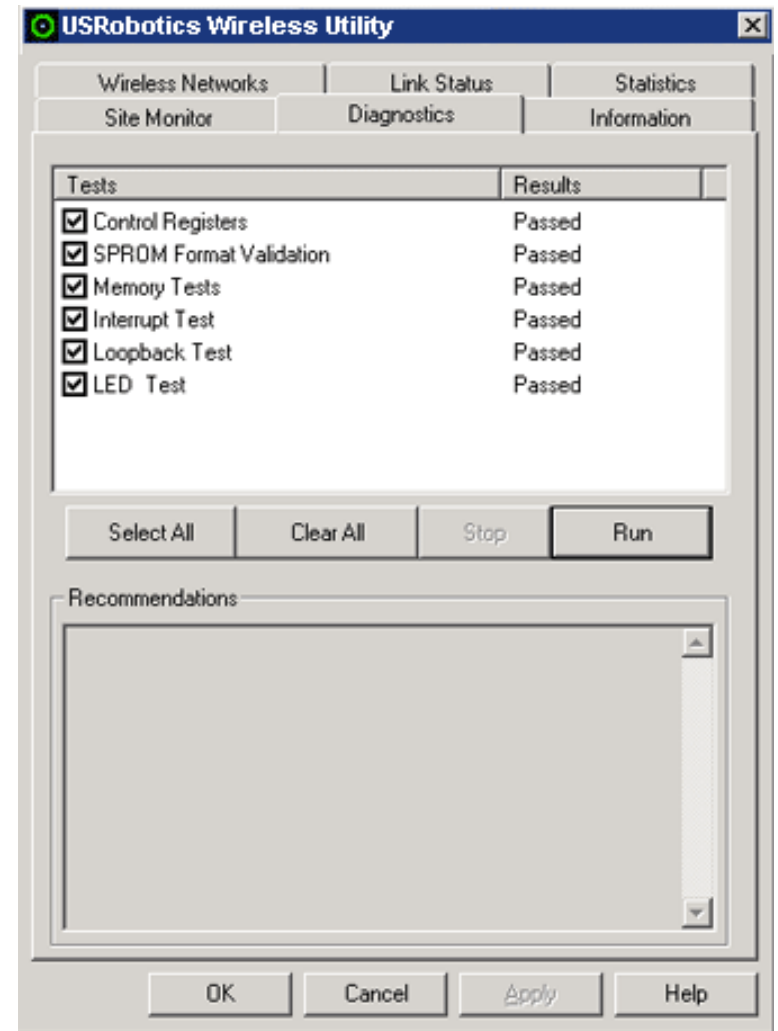 USRobotics Wireless Utility
Wireless Networks Link Status Statistics
Site Monitor Diagnostics Information
Tests Results
Control Registers Passed
SPROM Format Validation Passed
Memory Tests Passed
Interrupt Test Passed
Loopback Test Passed
LED Test Passed
Select All Clear All Stop Run
Recommendations
OK Cancel Apply Help